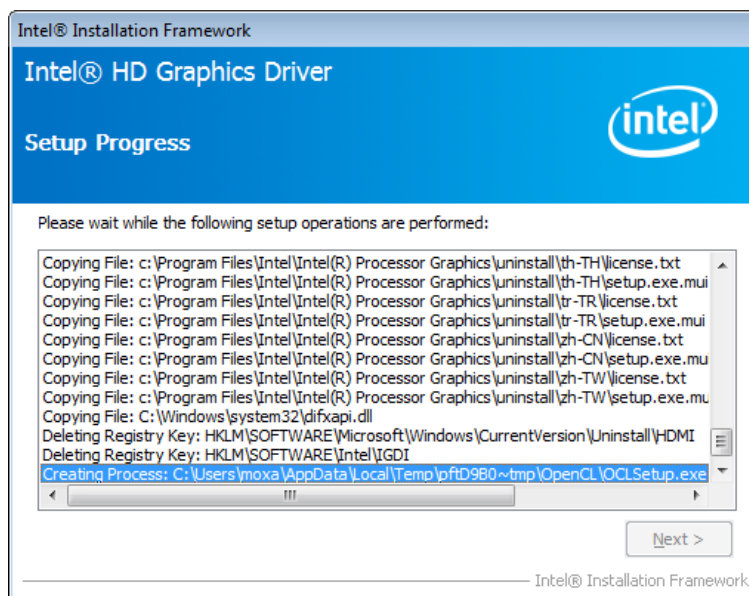 Intel® Installation Framework
Intel® HD Graphics Driver
intel
Setup Progress
Please wait while the following setup operations are performed:
Copying File: c:\Program Files\Intel\Intel(R) Processor Graphics\uninstall\th-TH\license.txt
Copying File: c:\Program Files\Intel\Intel(R) Processor Graphics\uninstall\th-TH\setup.exe.mui
Copying File: c:\Program Files\Intel\Intel(R) Processor Graphics\uninstall\tr-TR\license.txt
Copying File: c:\Program Files\Intel\Intel(R) Processor Graphics\uninstall\tr-TR\setup.exe.mui
Copying File: c:\Program Files\Intel\Intel(R) Processor Graphics\uninstall\zh-CN\license.txt
Copying File: c:\Program Files\Intel\Intel(R) Processor Graphics\uninstall\zh-CN\setup.exe.mu
Copying File: c:\Program Files\Intel\Intel(R) Processor Graphics\uninstall\zh-TW\license.txt
Copying File: c:\Program Files\Intel\Intel(R) Processor Graphics\uninstall\zh-TW\setup.exe.mu
Copying File: C:\Windows\system32\difxapi.dll
Deleting Registry Key: HKLM\SOFTWARE\Microsoft\Windows\CurrentVersion\Uninstall\HDMI
Deleting Registry Key: HKLM\SOFTWARE\Intel\IGDI
Creating Process: C:\Users\moxa\AppData\Local\Temp\pftD9B0~tmp\OpenCL\OCLSetup.exe
Next >
Intel® Installation Framework